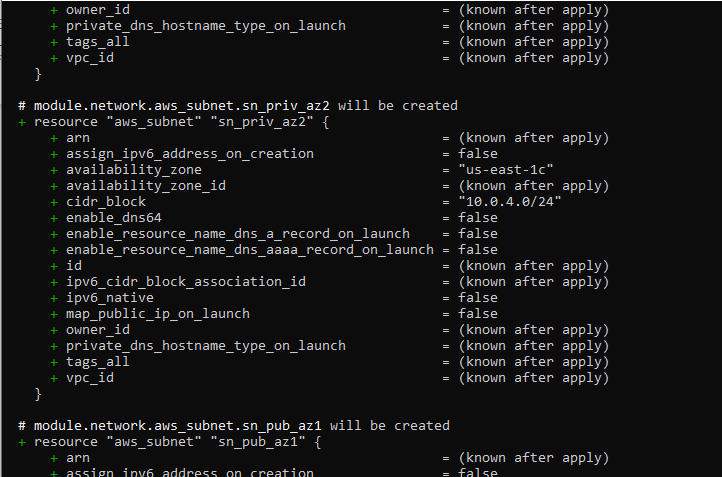 + owner_id = (known after apply)
+ private_dns_hostname_type_on_launch = (known after apply)
+ tags_all = (known after apply)
+ vpc_id = (known after apply)
}
# module.network.aws_subnet.sn_priv_az2 will be created
+ resource "aws_subnet" "sn_priv_az2" {
+ arn = (known after apply)
+ assign_ipv6_address_on_creation = false
+ availability_zone = "us-east-1c"
+ availability_zone_id = (known after apply)
+ cidr_block = "10.0.4.0/24"
+ enable_dns64 = false
+ enable_resource_name_dns_a_record_on_launch = false
+ enable_resource_name_dns_aaaa_record_on_launch = false
+ id = (known after apply)
+ ipv6_cidr_block_association_id = (known after apply)
+ ipv6_native = false
+ map_public_ip_on_launch = false
+ owner_id = (known after apply)
+ private_dns_hostname_type_on_launch = (known after apply)
+ tags_all = (known after apply)
+ vpc_id = (known after apply)
}
# module.network.aws_subnet.sn_pub_az1 will be created
+ resource "aws_subnet" "sn_pub_az1" {
+ arn = (known after apply)
+ assign_ipv6_address_on_creation = false